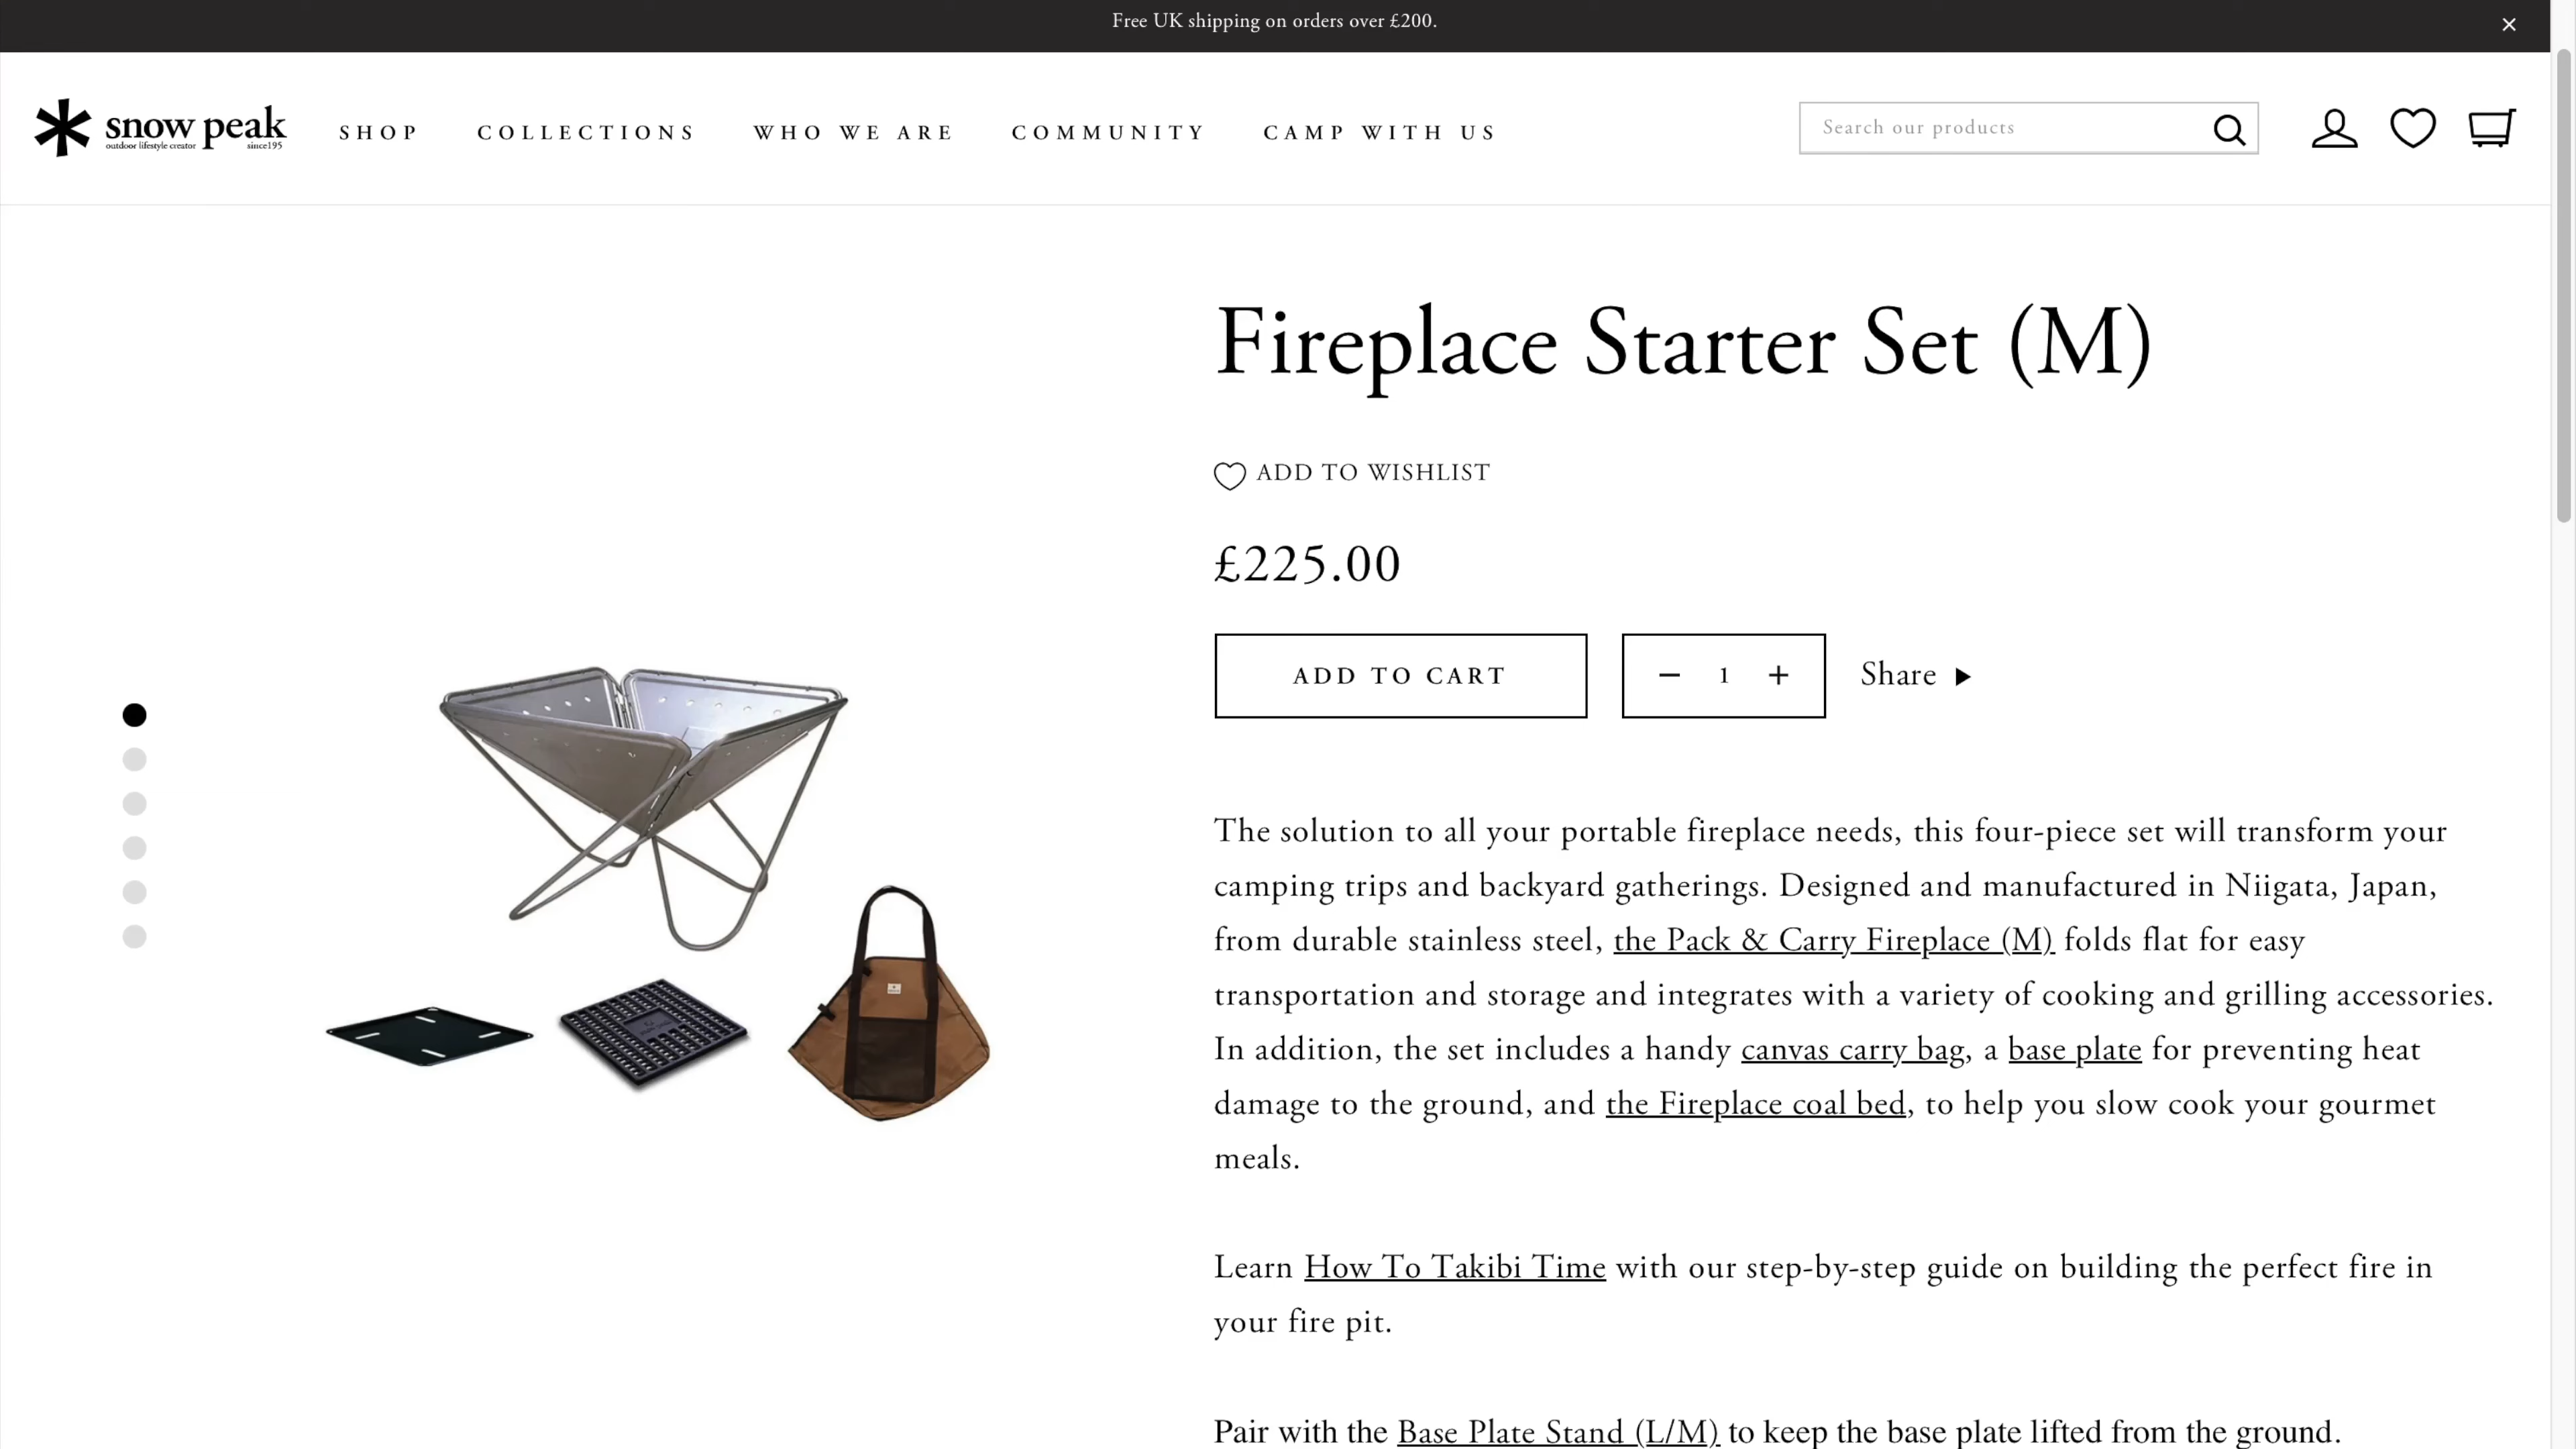 Free UK shipping on orders over £200.
snow peak
outdoor lifestyle creator since195
SHOP
COLLECTIONS
WHO WE ARE
COMMUNITY
CAMP WITH US
Search our products
Fireplace Starter Set (M)
ADD TO WISHLIST
£225.00
ADD TO CART
1
Share
The solution to all your portable fireplace needs, this four-piece set will transform your
camping trips and backyard gatherings. Designed and manufactured in Niigata, Japan,
from durable stainless steel, the Pack & Carry Fireplace (M) folds flat for easy
transportation and storage and integrates with a variety of cooking and grilling accessories.
In addition, the set includes a handy canvas carry bag, a base plate for preventing heat
damage to the ground, and the Fireplace coal bed, to help you slow cook your gourmet
meals.
Learn How To Takibi Time with our step-by-step guide on building the perfect fire in
your fire pit.
Pair with the Base Plate Stand (L/M) to keep the base plate lifted from the ground.